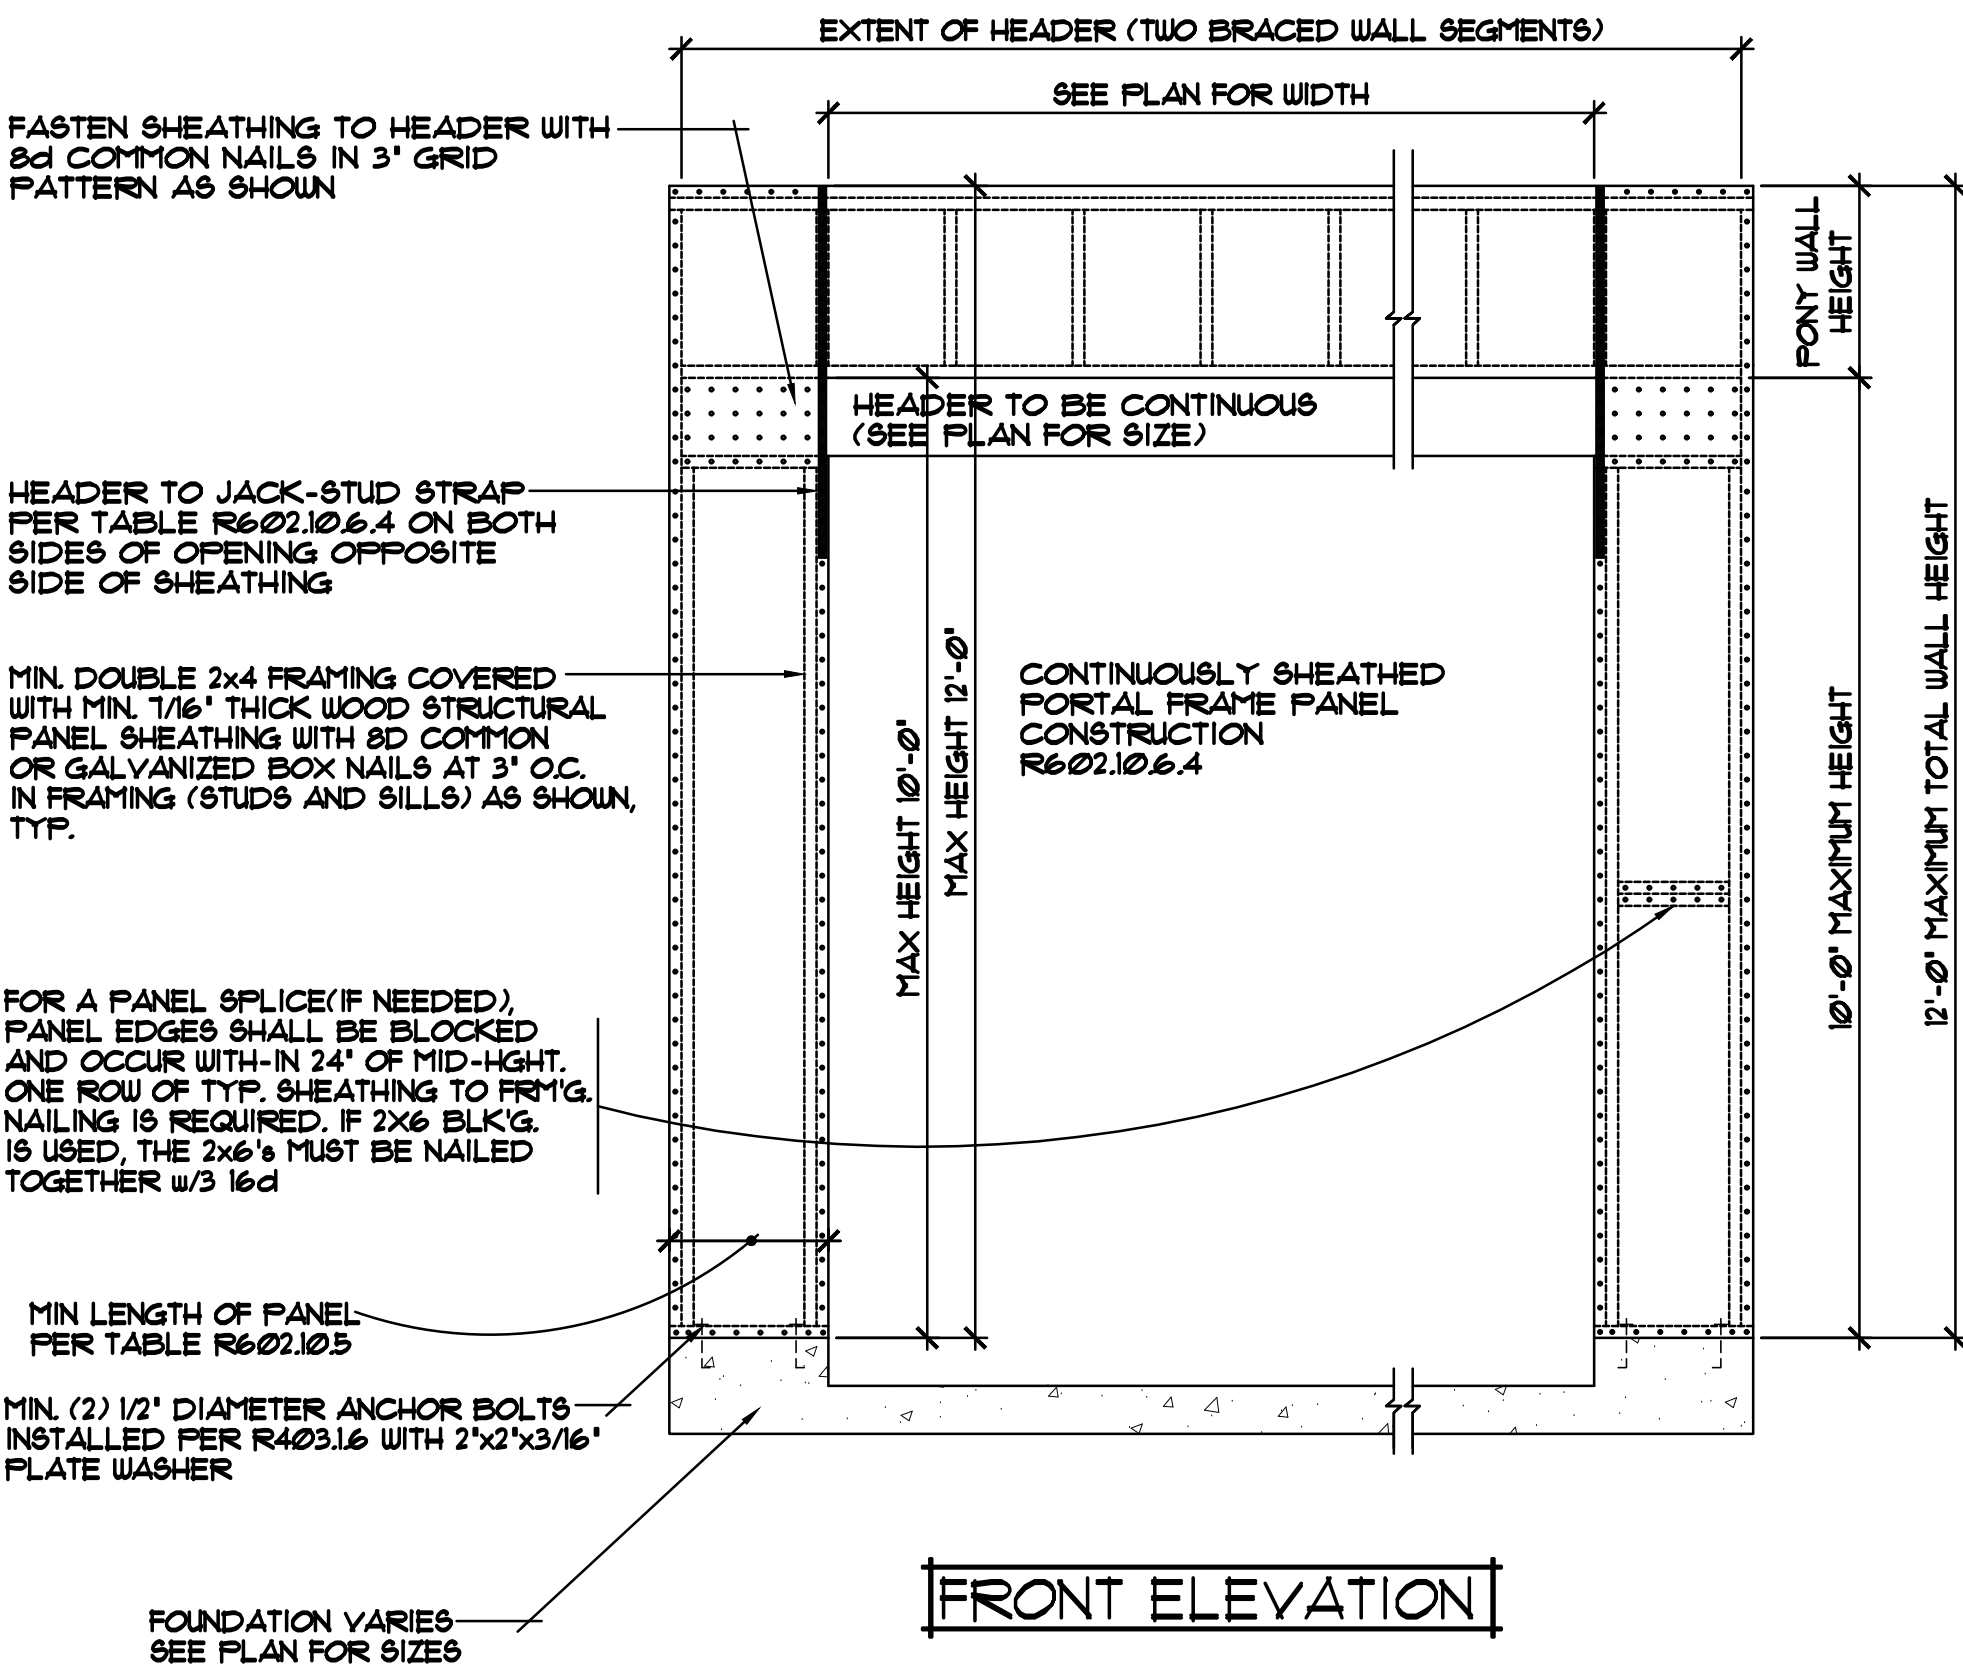 EXTENT OF HEADER (TWO BRACED WALL SEGMENTS)
SEE PLAN FOR WIDTH
FASTEN SHEATHING TO HEADER WITH
8d COMMON NAILS IN 3" GRID
PATTERN AS SHOWN
PONY WALL
HEIGHT
HEADER TO BE CONTINUOUS
(SEE PLAN FOR SIZE)
HEADER TO JACK-STUD STRAP
PER TABLE R602.10.6.4 ON BOTH
SIDES OF OPENING OPPOSITE
SIDE OF SHEATHING
MIN. DOUBLE 2x4 FRAMING COVERED
WITH MIN. 7/16" THICK WOOD STRUCTURAL
PANEL SHEATHING WITH 8D COMMON
OR GALVANIZED BOX NAILS AT 3" O.C.
IN FRAMING (STUDS AND SILLS) AS SHOWN,
TYP.
MAX HEIGHT 10'-0"
MAX HEIGHT 12'-0"
CONTINUOUSLY SHEATHED
PORTAL FRAME PANEL
CONSTRUCTION
R602.10.6.4
10'-0" MAXIMUM HEIGHT
12'-0" MAXIMUM TOTAL WALL HEIGHT
FOR A PANEL SPLICE(IF NEEDED),
PANEL EDGES SHALL BE BLOCKED
AND OCCUR WITH-IN 24" OF MID-HGHT.
ONE ROW OF TYP. SHEATHING TO FRM'G.
NAILING IS REQUIRED. IF 2X6 BLK'G.
IS USED, THE 2x6's MUST BE NAILED
TOGETHER w/3 16d
MIN LENGTH OF PANEL
PER TABLE R602.10.5
MIN. (2) 1/2" DIAMETER ANCHOR BOLTS
INSTALLED PER R403.1.6 WITH 2"x2"x3/16"
PLATE WASHER
FOUNDATION VARIES
SEE PLAN FOR SIZES
FRONT ELEVATION